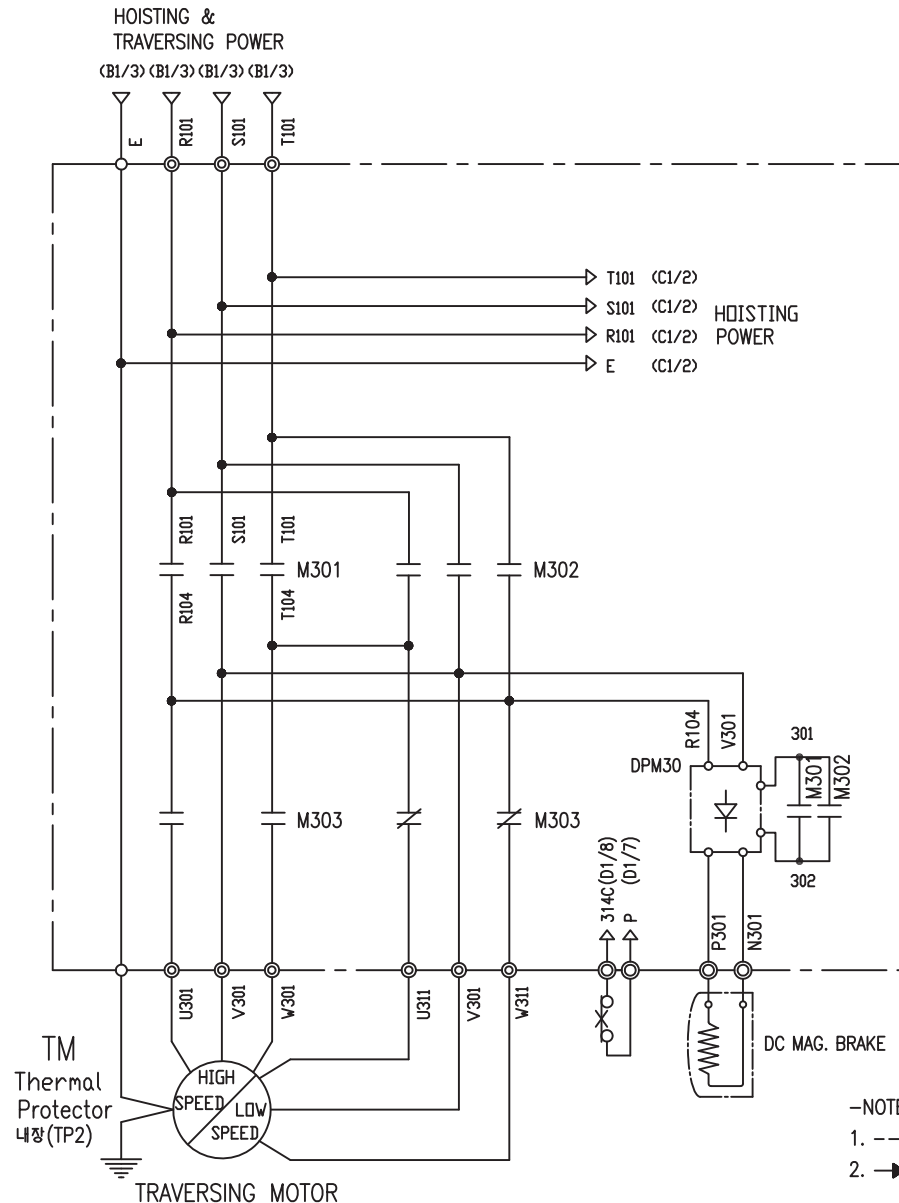 HOISTING &
TRAVERSING POWER
(B1/3) (B1/3) (B1/3) (B1/3)
E
R101
S101
T101
T101 (C1/2)
S101 (C1/2)
R101 (C1/2)
E (C1/2)
HOISTING
POWER
R101
S101
T101
M301
M302
R104
T104
R104
V301
DPM30
301
M301
M302
302
M303
M303
314C(D1/8)
P (D1/7)
P301
N301
U301
V301
W301
U311
V301
W311
DC MAG. BRAKE
TM
Thermal
Protector
내장(TP2)
HIGH
SPEED
LOW
SPEED
TRAVERSING MOTOR
-NOTE
1.
2.